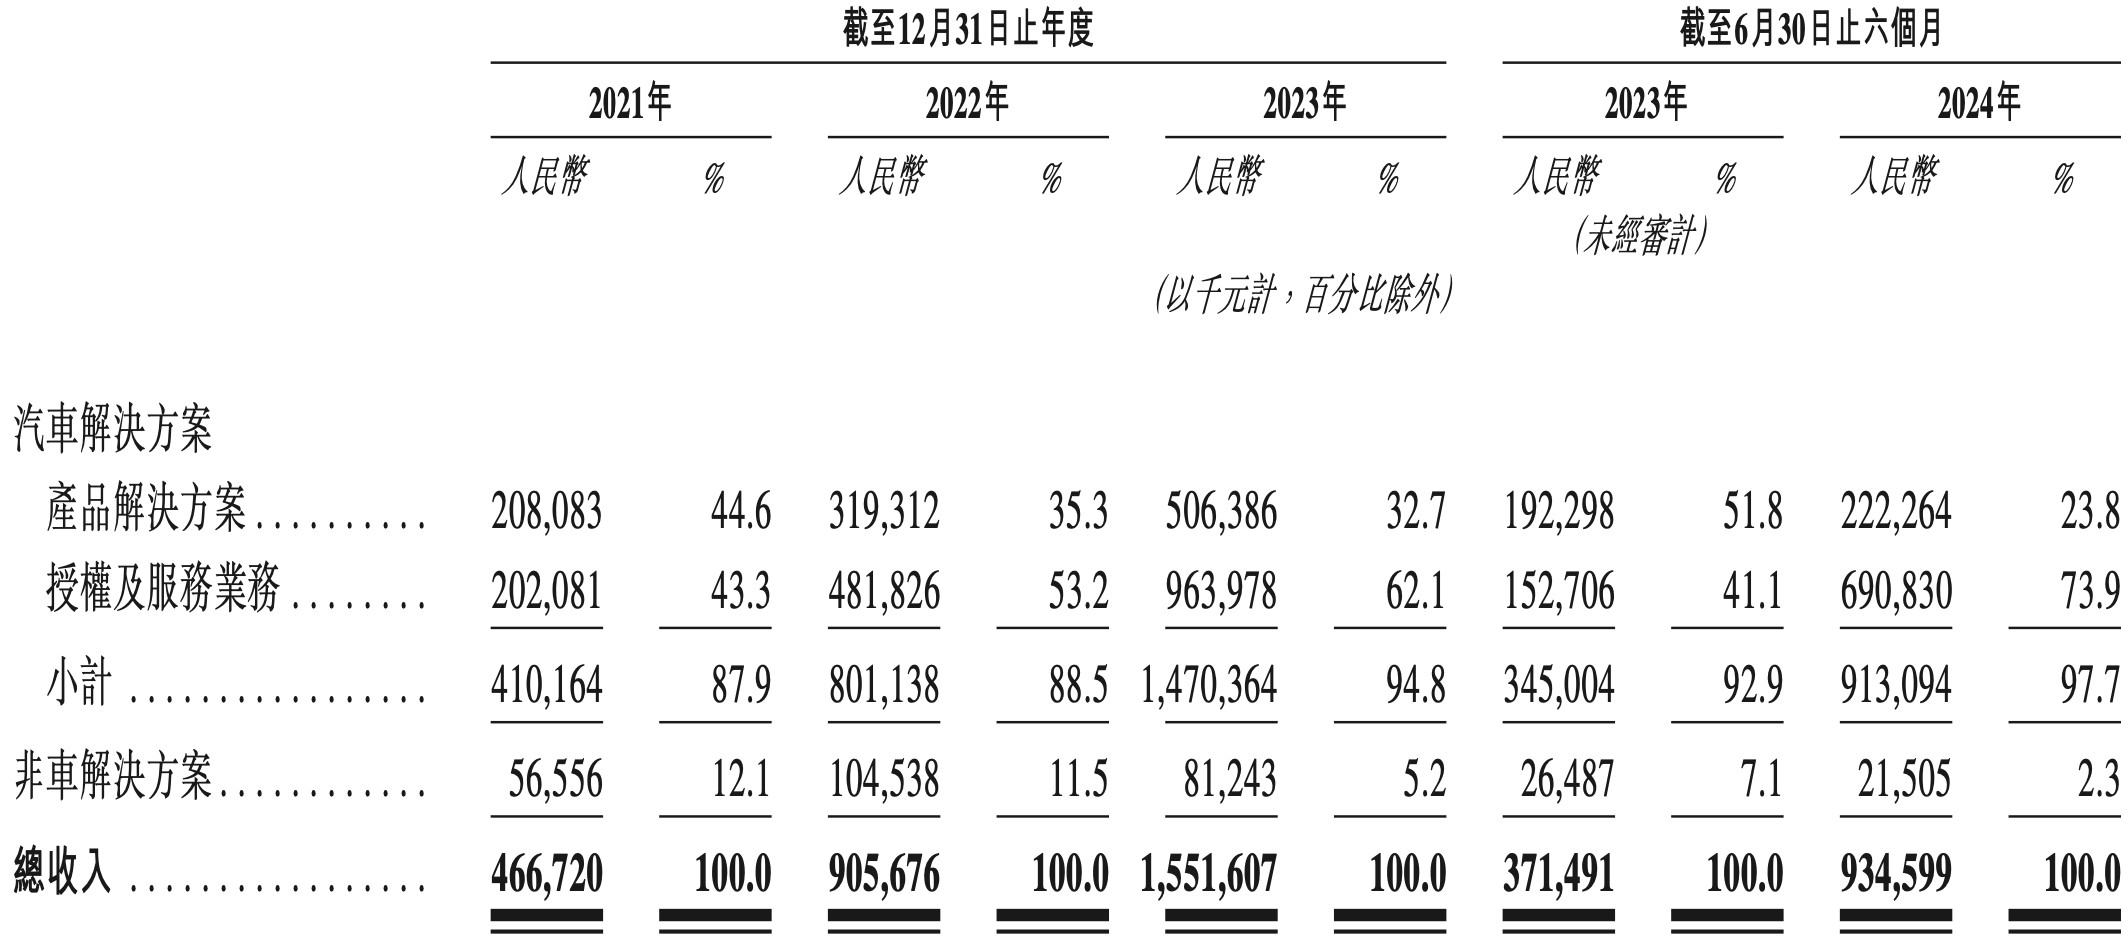 截至12月31日止年度 截至6月30日止六個月
2021年 2022年 2023年 2023年 2024年
人民幣 % 人民幣 % 人民幣 % 人民幣 % 人民幣 %
(未經審計)
(以千元計，百分比除外)
汽車解決方案
產品解決方案.......... 208,083 44.6 319,312 35.3 506,386 32.7 192,298 51.8 222,264 23.8
授權及服務業務........ 202,081 43.3 481,826 53.2 963,978 62.1 152,706 41.1 690,830 73.9
小計................. 410,164 87.9 801,138 88.5 1,470,364 94.8 345,004 92.9 913,094 97.7
非車解決方案............ 56,556 12.1 104,538 11.5 81,243 5.2 26,487 7.1 21,505 2.3
總收入................. 466,720 100.0 905,676 100.0 1,551,607 100.0 371,491 100.0 934,599 100.0